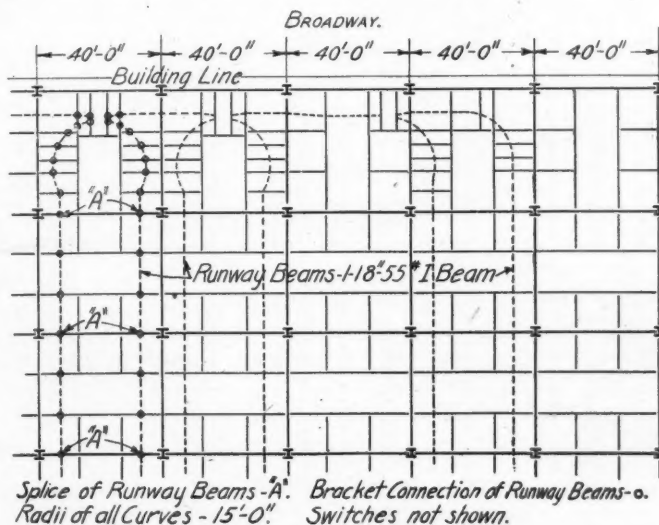 BROADWAY.
40'-0" 40'-0" 40'-0" 40'-0" 40'-0"
Building Line
"A"
Runway Beams-1-18"-55# I Beam
"A"
"A"
Splice of Runway Beams-"A". Bracket Connection of Runway Beams-o.
Radii of all Curves - 15'-0". Switches not shown.